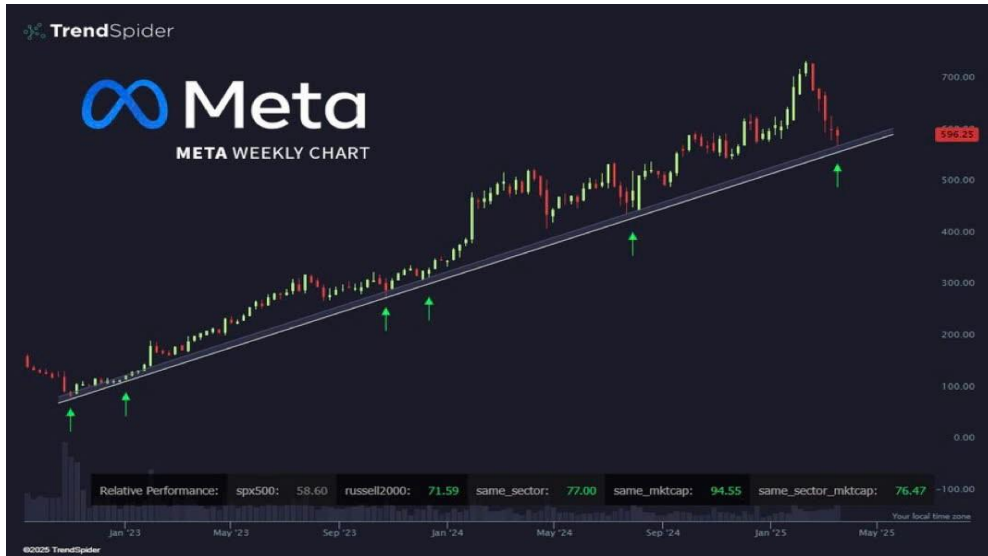 TrendSpider
Meta
META WEEKLY CHART
700.00
596.25
500.00
400.00
300.00
200.00
100.00
0.00
Relative Performance: spx500: 58.60 russell2000: 71.59 same_sector: 77.00 same_mktcap: 94.55 same_sector_mktcap: 76.47
-100.00
Your local time zone
Jan '23 May '23 Sep '23 Jan '24 May '24 Sep '24 Jan '25 May '25
©2025 TrendSpider